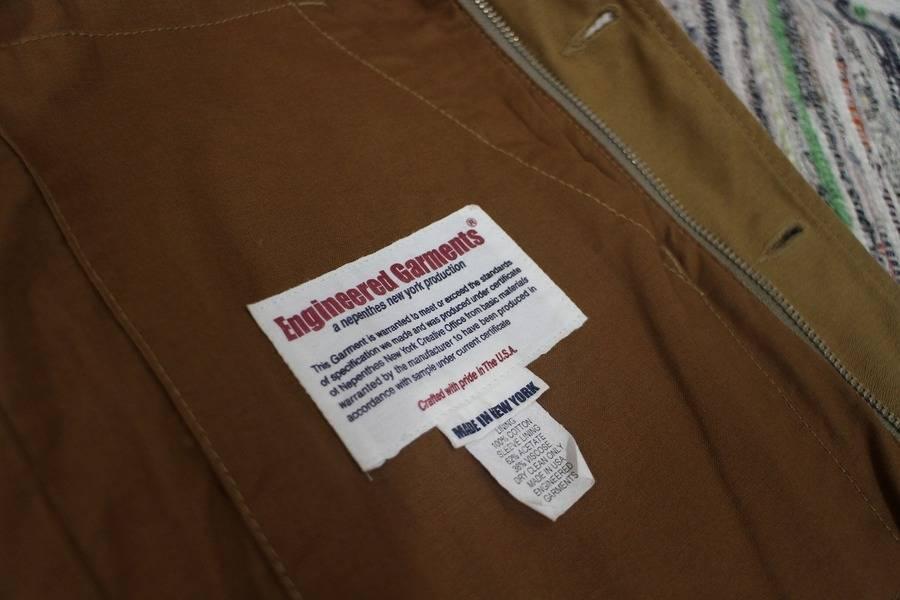 Engineered Garments®
a nepenthes new york production
This Garment is warranted to meet or exceed the standards
of specification we made and was produced under certificate
of Nepenthes New York Creative Office from basic materials
warranted by the manufacturer to have been produced in
accordance with sample under current certificate
Crafted with pride in The U.S.A.
MADE IN NEW YORK
LINING
100% COTTON
SLEEVE LINING
62% ACETATE
38% VISCOSE
DRY CLEAN ONLY
MADE IN USA
ENGINEERED
GARMENTS